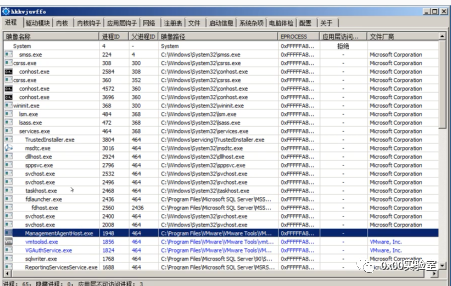 hkhvjuvffo
进程 驱动模块 内核 内核钩子 应用层钩子 网络 注册表 文件 启动信息 系统杂项 电脑体检 配置 关于
映像名称 进程ID 父进程ID 映像路径 EPROCESS 应用层访问... 文件厂商
System 4 - System 0xFFFFFA8... 拒绝
smss.exe 224 4 C:\Windows\System32\smss.exe 0xFFFFFA8... - Microsoft Corporation
csrss.exe 308 300 C:\Windows\System32\csrss.exe 0xFFFFFA8... - Microsoft Corporation
conhost.exe 2584 308 C:\Windows\System32\conhost.exe 0xFFFFFA8... - Microsoft Corporation
csrss.exe 360 352 C:\Windows\System32\csrss.exe 0xFFFFFA8... - Microsoft Corporation
conhost.exe 4572 360 C:\Windows\System32\conhost.exe 0xFFFFFA8... - Microsoft Corporation
conhost.exe 3696 360 C:\Windows\System32\conhost.exe 0xFFFFFA8... - Microsoft Corporation
wininit.exe 368 300 C:\Windows\System32\wininit.exe 0xFFFFFA8... - Microsoft Corporation
lsm.exe 484 368 C:\Windows\System32\lsm.exe 0xFFFFFA8... - Microsoft Corporation
lsass.exe 477 368 C:\Windows\System32\lsass.exe 0xFFFFFA8... - Microsoft Corporation
services.exe 464 368 C:\Windows\System32\services.exe 0xFFFFFA8... - Microsoft Corporation
TrustedInstaller.exe 3804 464 C:\Windows\servicing\TrustedInstaller.exe 0xFFFFFA8... - Microsoft Corporation
msdtc.exe 3016 464 C:\Windows\System32\msdtc.exe 0xFFFFFA8... - Microsoft Corporation
dllhost.exe 2924 464 C:\Windows\System32\dllhost.exe 0xFFFFFA8... - Microsoft Corporation
sppsvc.exe 2796 464 C:\Windows\System32\sppsvc.exe 0xFFFFFA8... - Microsoft Corporation
svchost.exe 2532 464 C:\Windows\System32\svchost.exe 0xFFFFFA8... - Microsoft Corporation
svchost.exe 2496 464 C:\Windows\System32\svchost.exe 0xFFFFFA8... - Microsoft Corporation
taskhost.exe 2468 464 C:\Windows\System32\taskhost.exe 0xFFFFFA8... - Microsoft Corporation
fdlauncher.exe 2436 464 C:\Program Files\Microsoft SQL Server\MSS... 0xFFFFFA8... - Microsoft Corporation
fdhost.exe 2560 2436 C:\Program Files\Microsoft SQL Server\MSS... 0xFFFFFA8... - Microsoft Corporation
svchost.exe 2400 464 C:\Windows\System32\svchost.exe 0xFFFFFA8... - Microsoft Corporation
svchost.exe 2008 464 C:\Windows\System32\svchost.exe 0xFFFFFA8... - Microsoft Corporation
ManagementAgentHost.exe 1948 464 C:\Program Files\VMware\VMware Tools\VMw... 0xFFFFFA8... -
vmtoolsd.exe 1836 464 C:\Program Files\VMware\VMware Tools\vmt... 0xFFFFFA8... - VMware, Inc.
VGAuthService.exe 1824 464 C:\Program Files\VMware\VMware Tools\VM... 0xFFFFFA8... - VMware, Inc.
sqlwriter.exe 1768 464 C:\Program Files\Microsoft SQL Server\90\S... 0xFFFFFA8...
ReportingServicesService.exe 1688 464 C:\Program Files\Microsoft SQL Server\MSRS... 0xFFFFFA8...
0x00实验室
进程: 65, 隐藏进程: 0, 应用层不可访问进程: 3